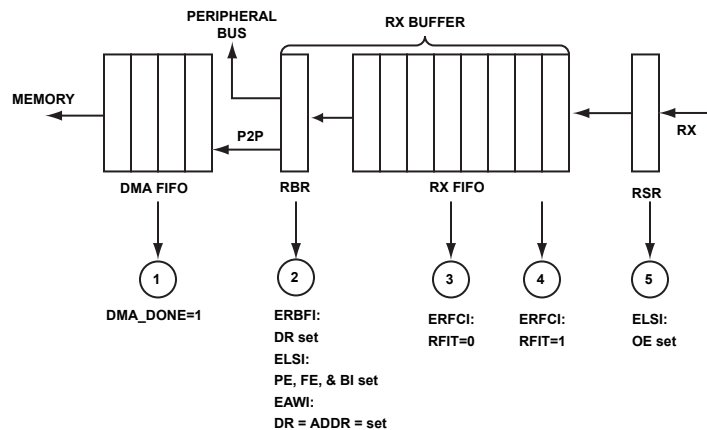 PERIPHERAL
BUS
RX BUFFER
MEMORY
P2P
RX
DMA FIFO
RBR
RX FIFO
RSR
1
2
3
4
5
DMA_DONE=1
ERBFI:
DR set
ELSI:
PE, FE, & BI set
EAWI:
DR = ADDR = set
ERFCI:
RFIT=0
ERFCI:
RFIT=1
ELSI:
OE set